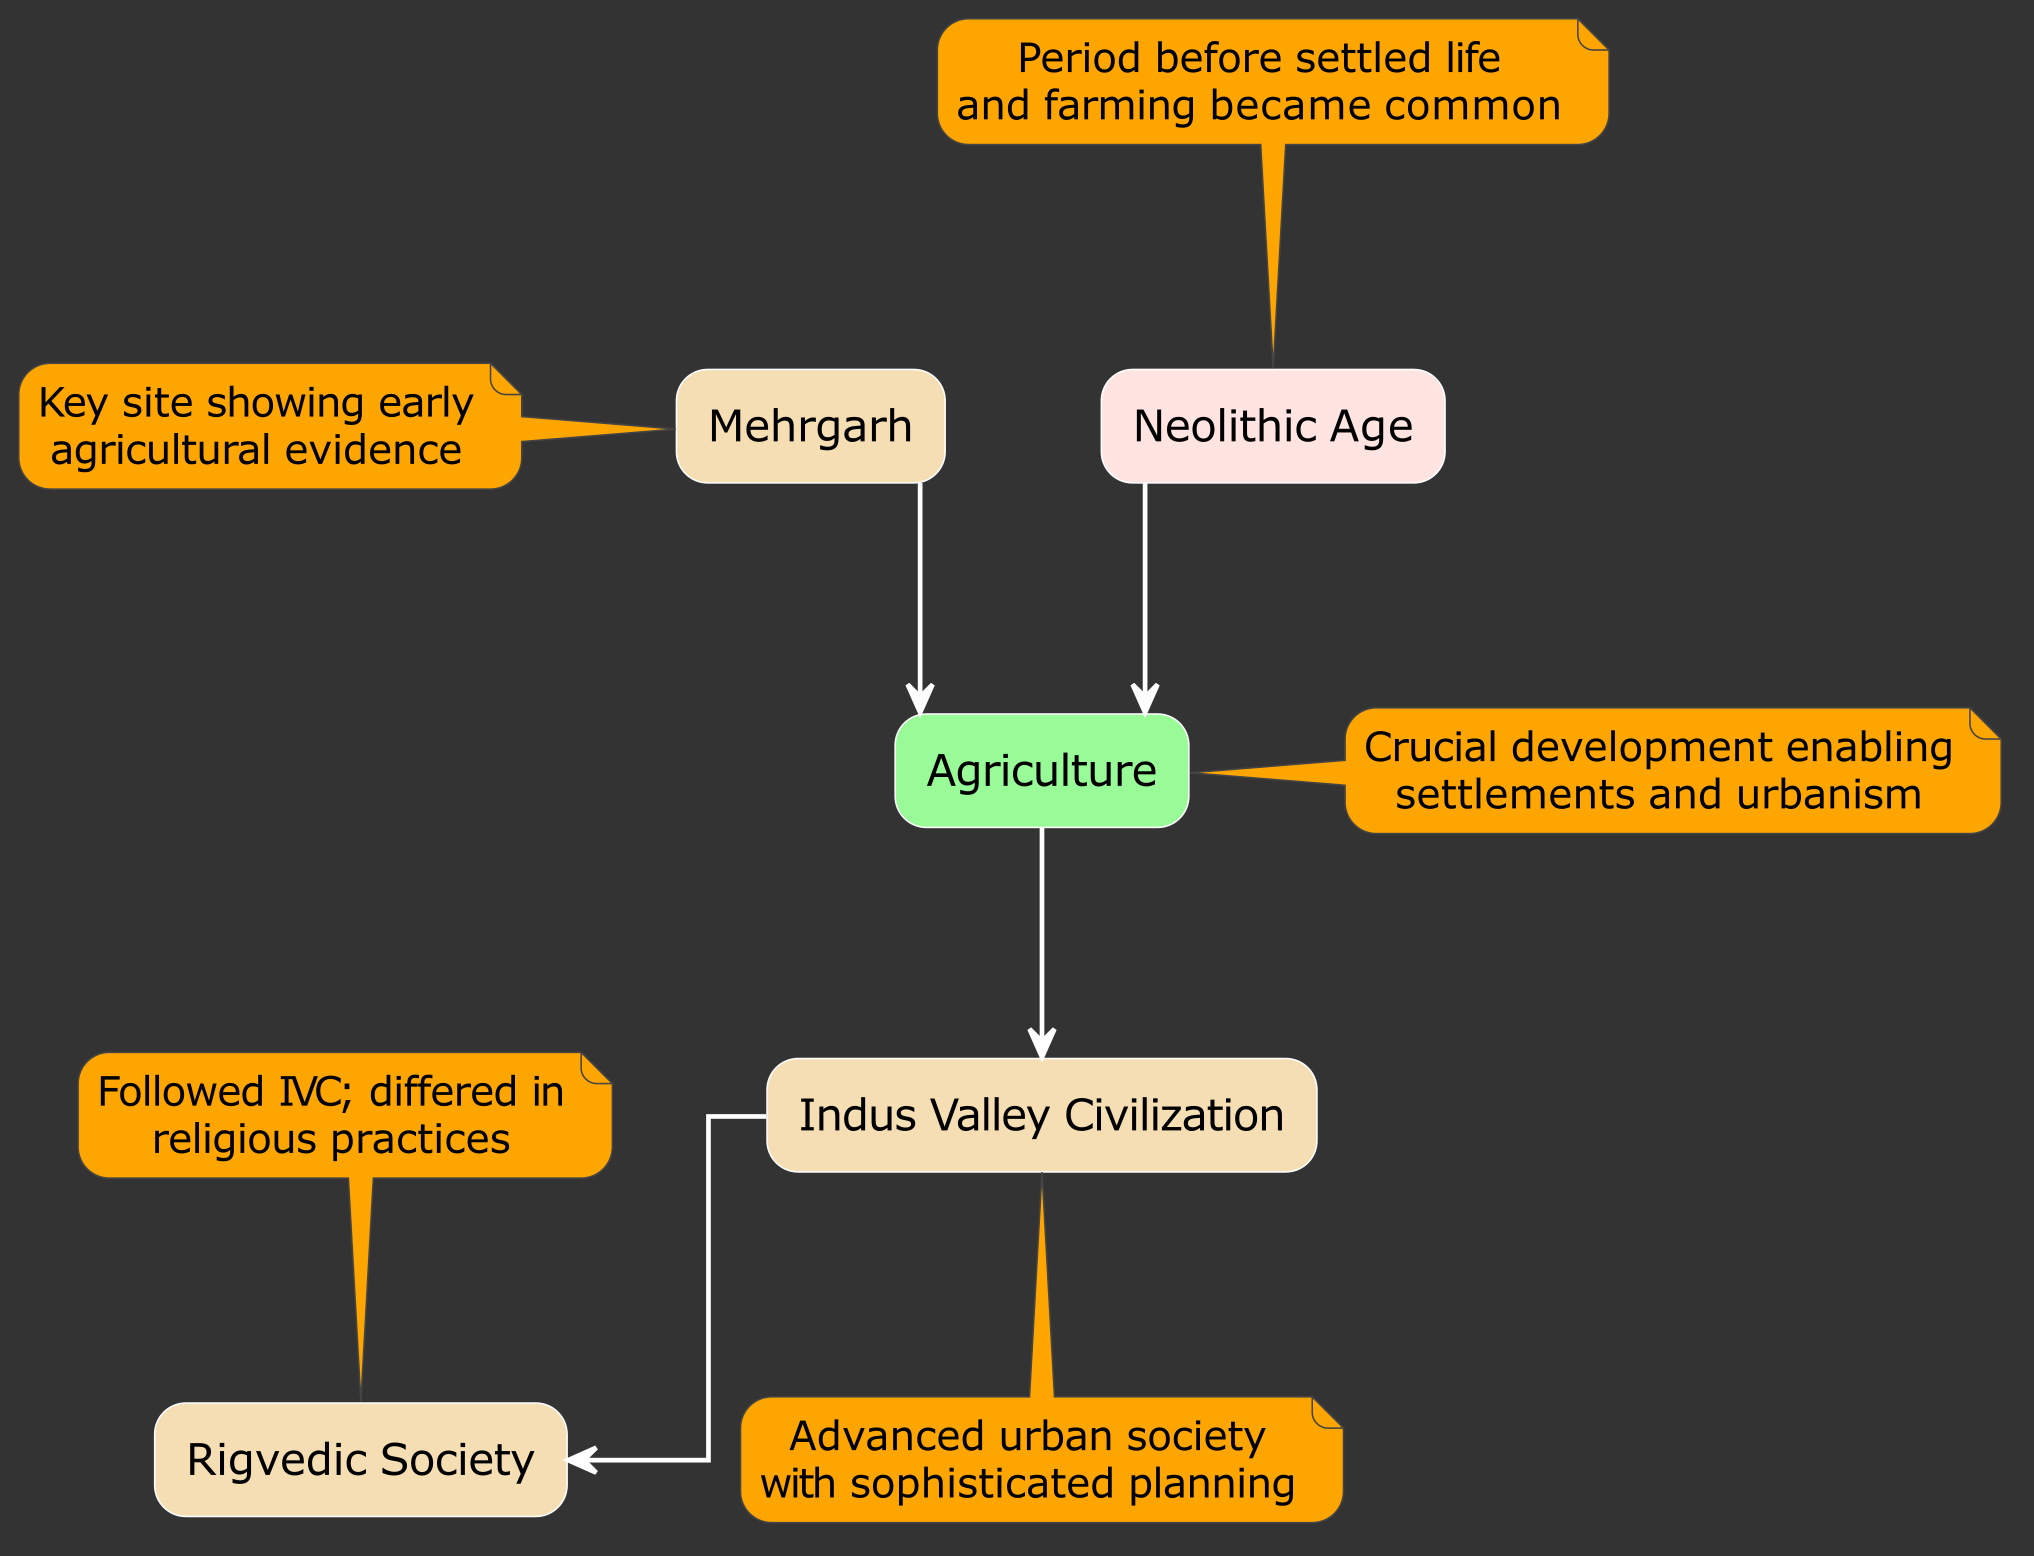 Period before settled life
and farming became common
Key site showing early
agricultural evidence
Mehrgarh
Neolithic Age
Agriculture
Crucial development enabling
settlements and urbanism
Followed IVC; differed in
religious practices
Indus Valley Civilization
Rigvedic Society
Advanced urban society
with sophisticated planning